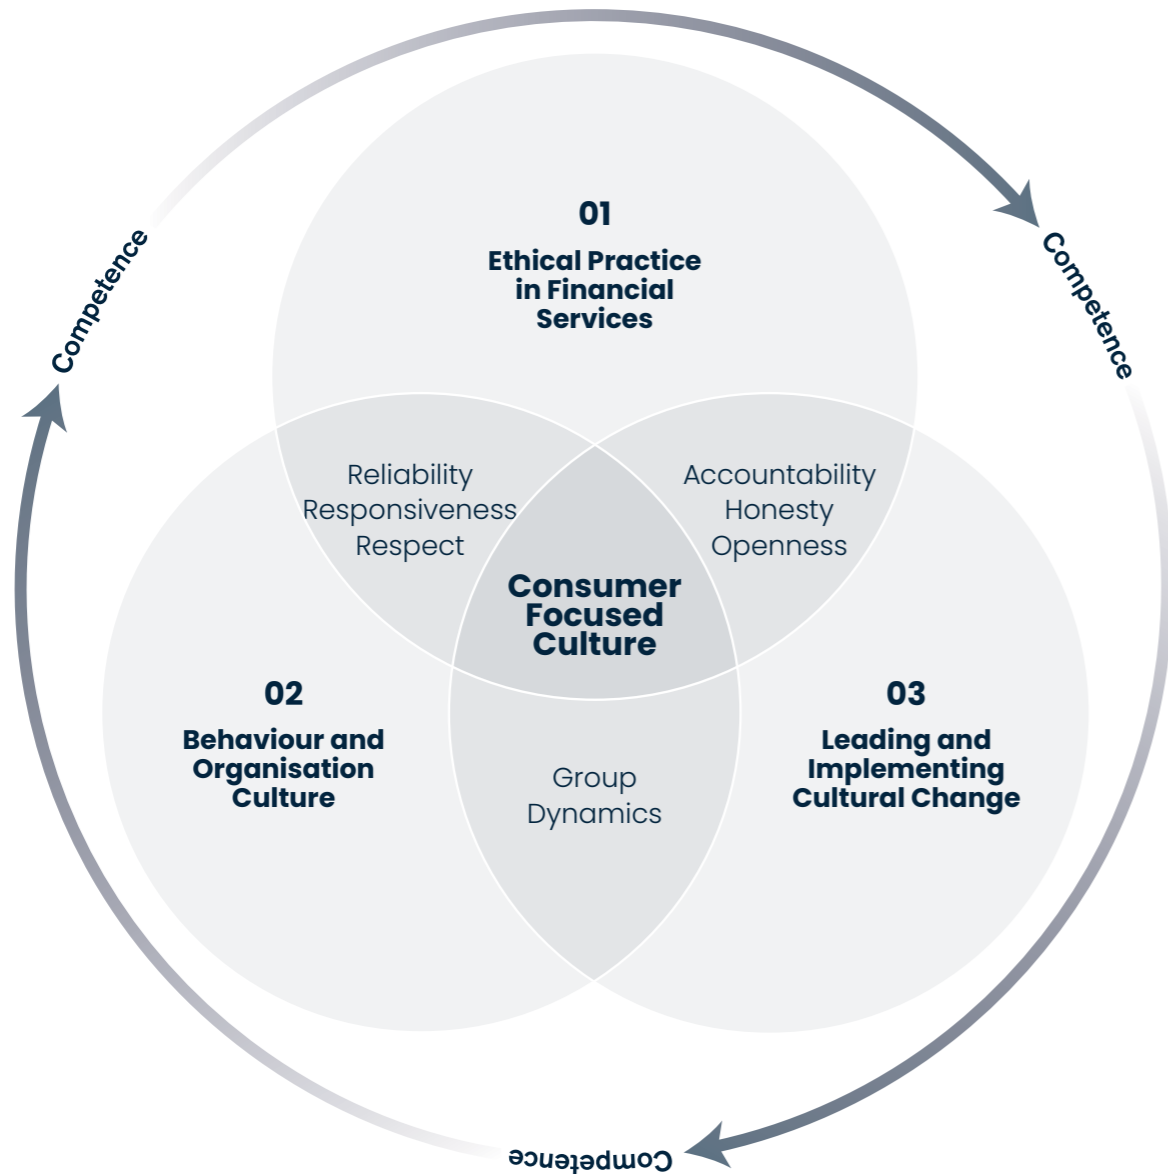 Competence
Competence
01
Ethical Practice
in Financial
Services
Reliability
Responsiveness
Respect
Accountability
Honesty
Openness
Consumer
Focused
Culture
02
Behaviour and
Organisation
Culture
03
Leading and
Implementing
Cultural Change
Group
Dynamics
Competence